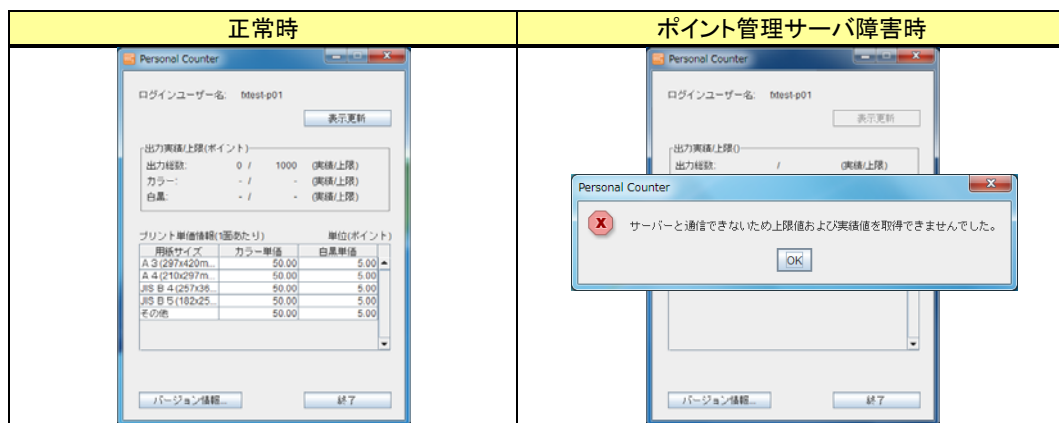 正常時
ポイント管理サーバ障害時
Personal Counter
ログインユーザー名: fxtest-p01
表示更新
出力実績/上限(ポイント)
出力総数: 0 / 1000 (実績/上限)
カラー: - / - (実績/上限)
白黒: - / - (実績/上限)
プリント単価情報(1面あたり) 単位(ポイント)
用紙サイズ カラー単価 白黒単価
A 3 (297x420m... 50.00 5.00
A 4 (210x297m... 50.00 5.00
JIS B 4 (257x36... 50.00 5.00
JIS B 5 (182x25... 50.00 5.00
その他 50.00 5.00
バージョン情報... 終了
Personal Counter
ログインユーザー名: fxtest-p01
表示更新
出力実績/上限()
出力総数: / (実績/上限)
Personal Counter
サーバーと通信できないため上限値および実績値を取得できませんでした。
OK
バージョン情報... 終了